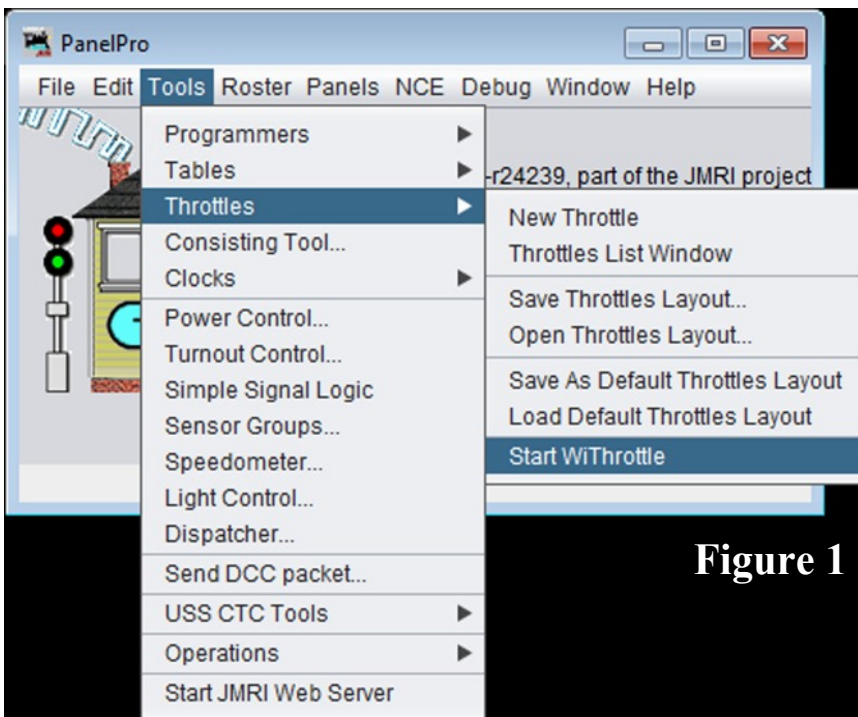 PanelPro
File Edit Tools Roster Panels NCE Debug Window Help
-r24239, part of the JMRI project
Programmers
Tables
Throttles
Consisting Tool...
Clocks
Power Control...
Turnout Control...
Simple Signal Logic
Sensor Groups...
Speedometer...
Light Control...
Dispatcher...
Send DCC packet...
USS CTC Tools
Operations
Start JMRI Web Server
New Throttle
Throttles List Window
Save Throttles Layout...
Open Throttles Layout...
Save As Default Throttles Layout
Load Default Throttles Layout
Start WiThrottle
Figure 1